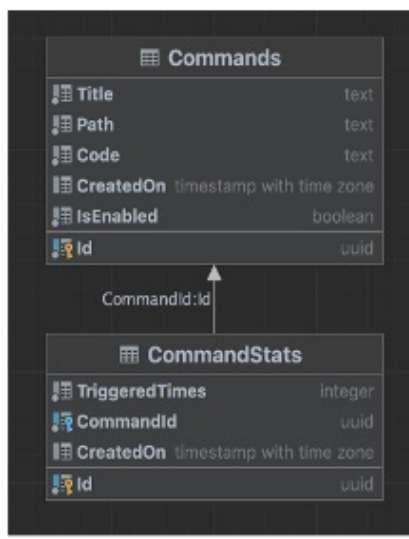 Commands
Title text
Path text
Code text
CreatedOn timestamp with time zone
IsEnabled boolean
Id uuid
CommandId:Id
CommandStats
TriggeredTimes integer
CommandId uuid
CreatedOn timestamp with time zone
Id uuid